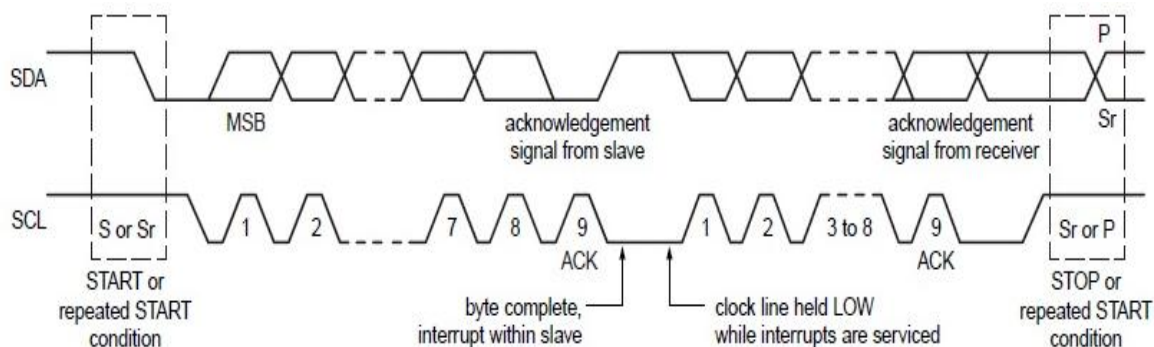 P
SDA
MSB
acknowledgement
signal from slave
acknowledgement
signal from receiver
Sr
SCL
S or Sr
1
2
7
8
9
1
2
3 to 8
9
Sr or P
ACK
ACK
START or
repeated START
condition
byte complete,
interrupt within slave
clock line held LOW
while interrupts are serviced
STOP or
repeated START
condition